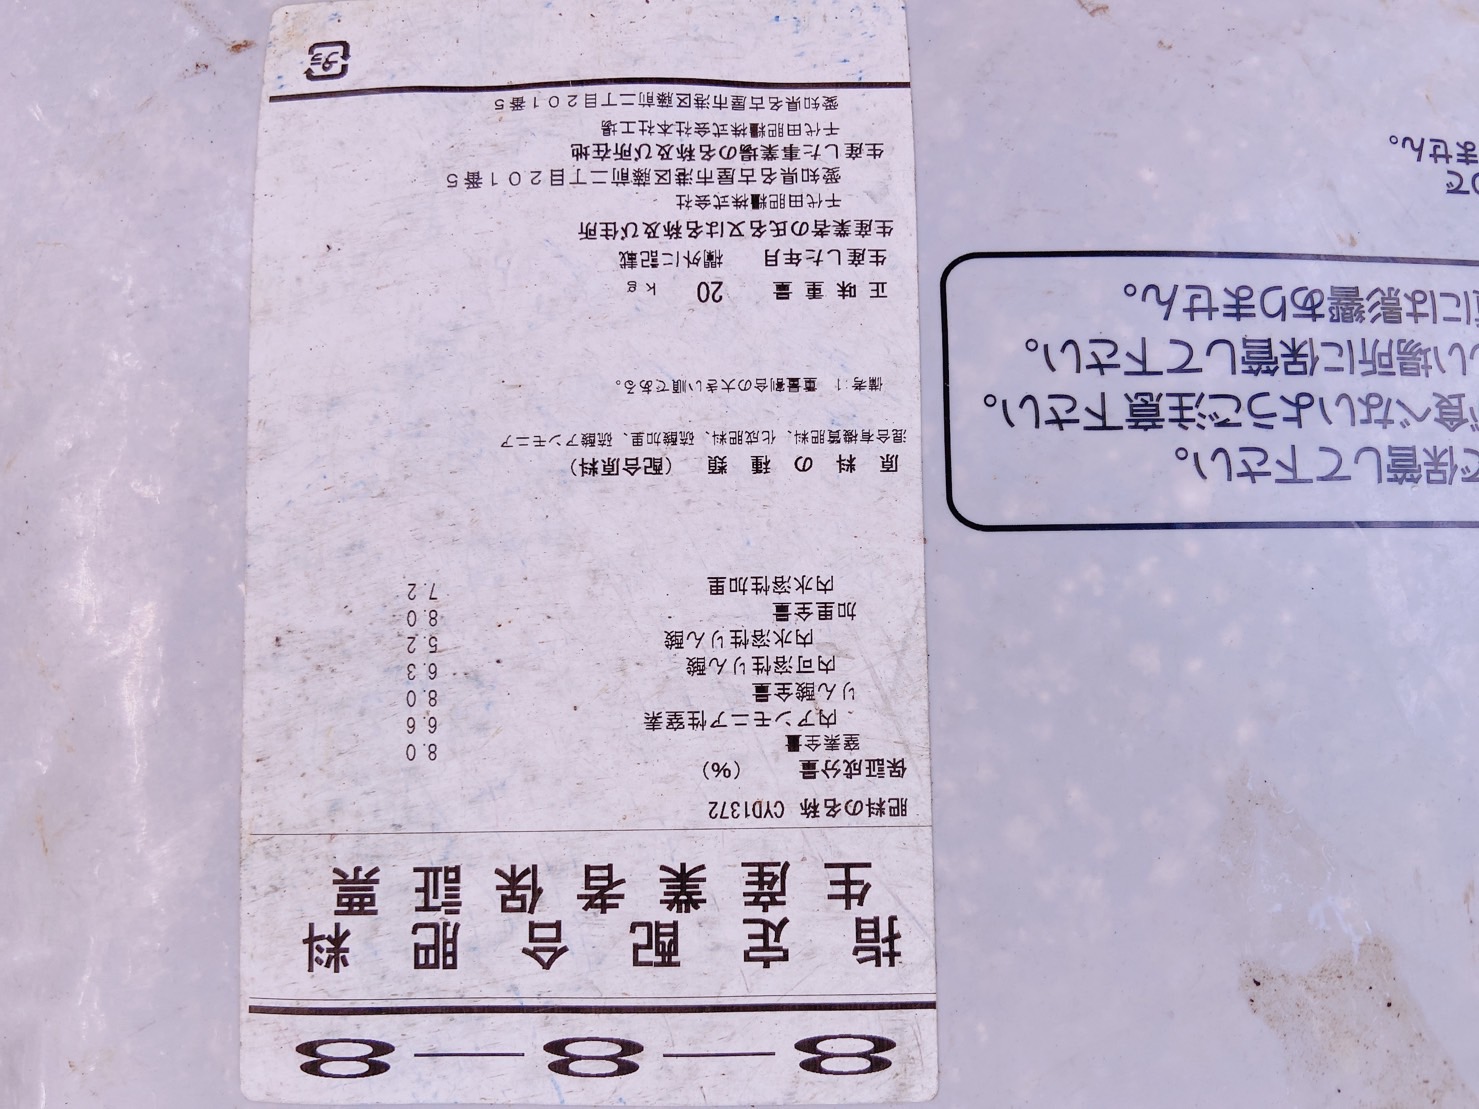 8—8—8
指定配合肥料
生産業者保証票
肥料の名称 CYD1372
保証成分量 (%)
窒素全量 8.0
内アンモニア性窒素 6.6
りん酸全量 8.0
内可溶性りん酸 6.3
内水溶性りん酸 5.2
加里全量 8.0
内水溶性加里 7.2
原料の種類 (配合原料)
混合有機質肥料、化成肥料、硫酸加里、硫酸アンモニア
備考:1 重量割合の大きい順である。
正味重量 20 kg
生産した年月 欄外に記載
生産業者の氏名又は名称及び住所
千代田肥糧株式会社
愛知県名古屋市港区藤前二丁目201番5
生産した事業場の名称及び所在地
千代田肥糧株式会社本社工場
愛知県名古屋市港区藤前二丁目201番5
プラ
で保管して下さい。
食べないようご注意下さい。
い場所に保管して下さい。
には影響ありません。
ので
ません。